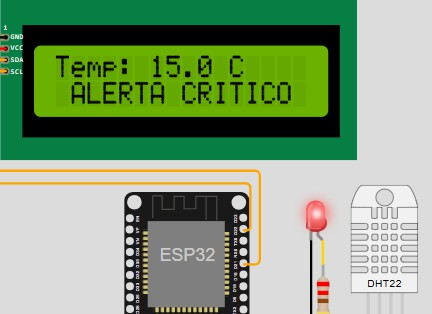 1
GND
VCC
SDA
SCL
Temp: 15.0 C
ALERTA CRITICO
ESP32
DHT22